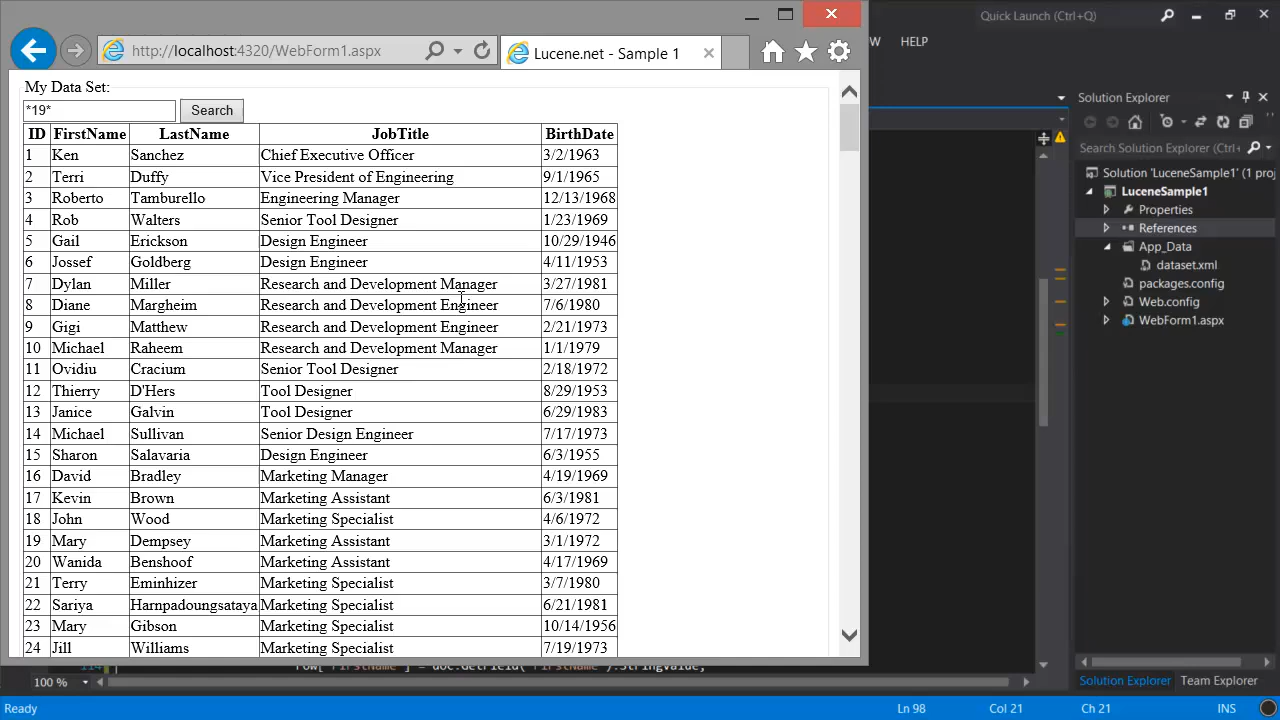 Quick Launch (Ctrl+Q)
http://localhost:4320/WebForm1.aspx
Lucene.net - Sample 1
W HELP
My Data Set:
*19*
Search
ID FirstName LastName JobTitle BirthDate
1 Ken Sanchez Chief Executive Officer 3/2/1963
2 Terri Duffy Vice President of Engineering 9/1/1965
3 Roberto Tamburello Engineering Manager 12/13/1968
4 Rob Walters Senior Tool Designer 1/23/1969
5 Gail Erickson Design Engineer 10/29/1946
6 Jossef Goldberg Design Engineer 4/11/1953
7 Dylan Miller Research and Development Manager 3/27/1981
8 Diane Margheim Research and Development Engineer 7/6/1980
9 Gigi Matthew Research and Development Engineer 2/21/1973
10 Michael Raheem Research and Development Manager 1/1/1979
11 Ovidiu Cracium Senior Tool Designer 2/18/1972
12 Thierry D'Hers Tool Designer 8/29/1953
13 Janice Galvin Tool Designer 6/29/1983
14 Michael Sullivan Senior Design Engineer 7/17/1973
15 Sharon Salavaria Design Engineer 6/3/1955
16 David Bradley Marketing Manager 4/19/1969
17 Kevin Brown Marketing Assistant 6/3/1981
18 John Wood Marketing Specialist 4/6/1972
19 Mary Dempsey Marketing Assistant 3/1/1972
20 Wanida Benshoof Marketing Assistant 4/17/1969
21 Terry Eminhizer Marketing Specialist 3/7/1980
22 Sariya Harnpadoungsataya Marketing Specialist 6/21/1981
23 Mary Gibson Marketing Specialist 10/14/1956
24 Jill Williams Marketing Specialist 7/19/1973
Solution Explorer
Search Solution Explorer (Ctrl+
Solution 'LuceneSample1' (1 proj
LuceneSample1
Properties
References
App_Data
dataset.xml
packages.config
Web.config
WebForm1.aspx
100 %
Solution Explorer Team Explorer
Ready Ln 98 Col 21 Ch 21 INS